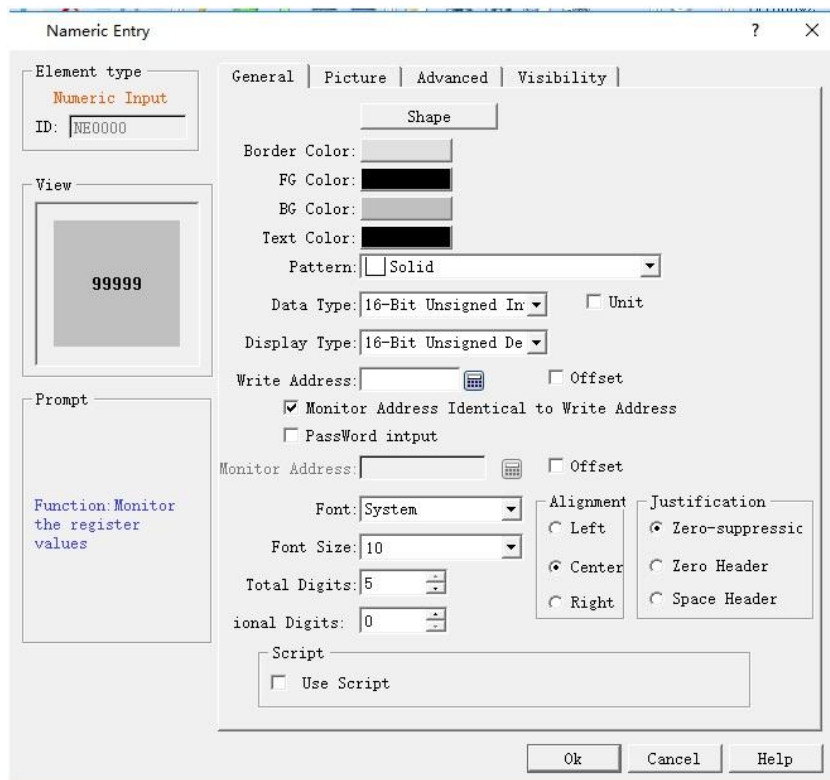 Nameric Entry
? ×
Element type
Numeric Input
ID: NE0000
View
99999
Prompt
Function:Monitor
the register
values
General Picture Advanced Visibility
Shape
Border Color:
FG Color:
BG Color:
Text Color:
Pattern: Solid
Data Type: 16-Bit Unsigned In Unit
Display Type: 16-Bit Unsigned De
Write Address: Offset
Monitor Address Identical to Write Address
PassWord intput
Monitor Address: Offset
Font: System
Font Size: 10
Total Digits: 5
ional Digits: 0
Alignment
Left
Center
Right
Justification
Zero-suppressic
Zero Header
Space Header
Script
Use Script
Ok Cancel Help